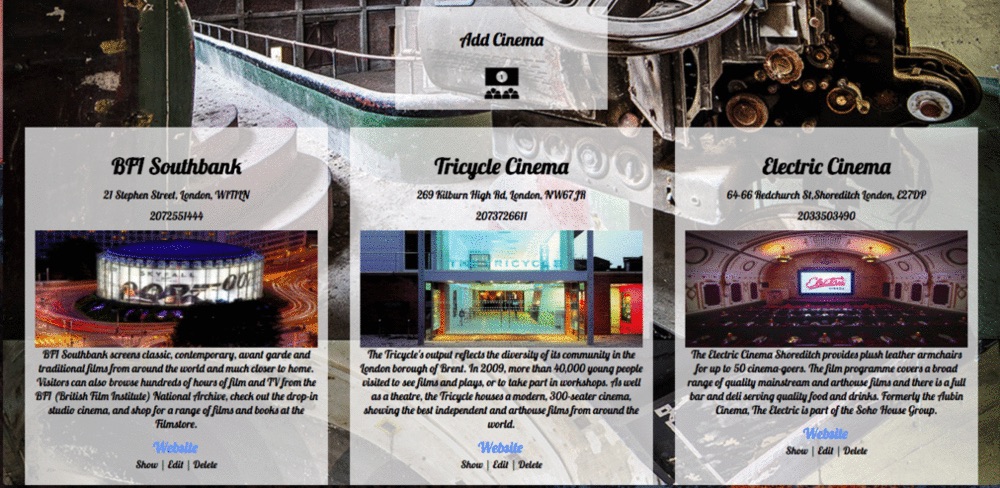 Add Cinema
BFI Southbank
21 Stephen Street, London, W1T1LN
2072551444
SKYFALL
007
BFI Southbank screens classic, contemporary, avant garde and
traditional films from around the world and much closer to home.
Visitors can also browse hundreds of hours of film and TV from the
BFI (British Film Institute) National Archive, check out the drop-in
studio cinema, and shop for a range of films and books at the
Filmstore.
Website
Show | Edit | Delete
Tricycle Cinema
269 Kilburn High Rd, London, NW67JR
2073726611
TRICYCLE
The Tricycle's output reflects the diversity of its community in the
London borough of Brent. In 2009, more than 40,000 young people
visited to see films and plays, or to take part in workshops. As well
as a theatre, the Tricycle houses a modern, 300-seater cinema,
showing the best independent and arthouse films from around the
world.
Website
Show | Edit | Delete
Electric Cinema
64-66 Redchurch St,Shoreditch London, E27DP
2033503490
Electric
CINEMA
The Electric Cinema Shoreditch provides plush leather armchairs
for up to 50 cinema-goers. The film programme covers a broad
range of quality mainstream and arthouse films and there is a full
bar and deli serving quality food and drinks. Formerly the Aubin
Cinema, The Electric is part of the Soho House Group.
Website
Show | Edit | Delete